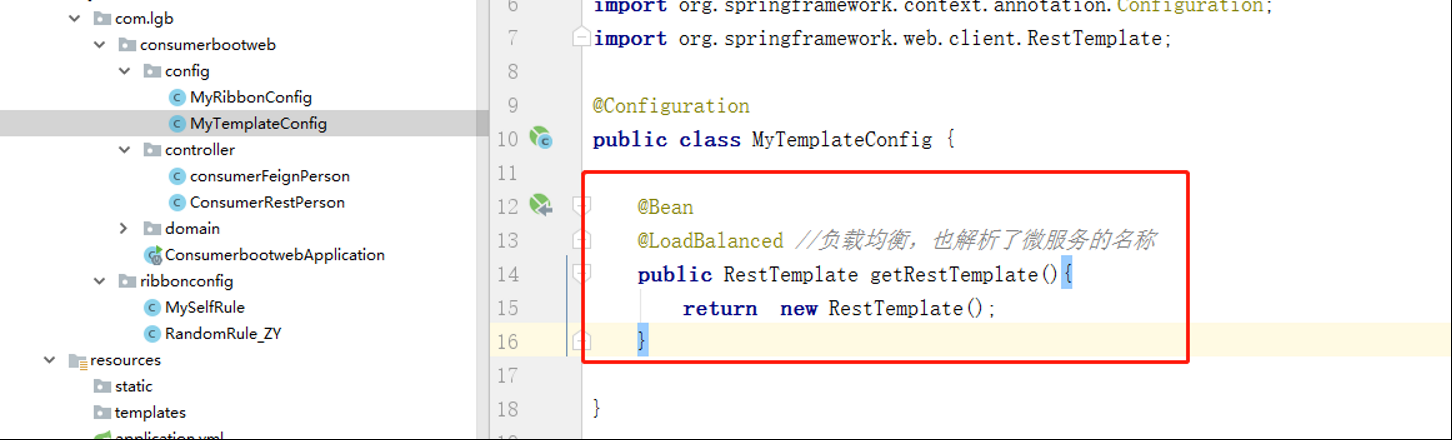 com.lgb
consumerbootweb
config
MyRibbonConfig
MyTemplateConfig
controller
consumerFeignPerson
ConsumerRestPerson
domain
ConsumerbootwebApplication
ribbonconfig
MySelfRule
RandomRule_ZY
resources
static
templates
application.yml
6 import org.springframework.context.annotation.Configuration;
7 import org.springframework.web.client.RestTemplate;
8
9 @Configuration
10 public class MyTemplateConfig {
11
12 @Bean
13 @LoadBalanced //负载均衡，也解析了微服务的名称
14 public RestTemplate getRestTemplate(){
15 return  new RestTemplate();
16 }
17
18 }